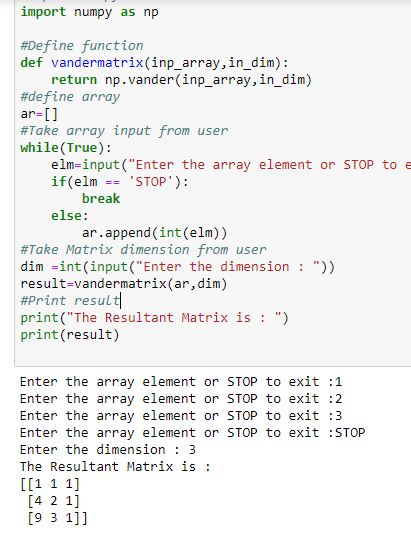 import numpy as np
#Define function
def vandermatrix(inp_array,in_dim):
    return np.vander(inp_array,in_dim)
#define array
ar=[]
#Take array input from user
while(True):
    elm=input("Enter the array element or STOP to e
    if(elm == 'STOP'):
        break
    else:
        ar.append(int(elm))
#Take Matrix dimension from user
dim =int(input("Enter the dimension : "))
result=vandermatrix(ar,dim)
#Print result
print("The Resultant Matrix is : ")
print(result)
Enter the array element or STOP to exit :1
Enter the array element or STOP to exit :2
Enter the array element or STOP to exit :3
Enter the array element or STOP to exit :STOP
Enter the dimension : 3
The Resultant Matrix is :
[[1 1 1]
 [4 2 1]
 [9 3 1]]